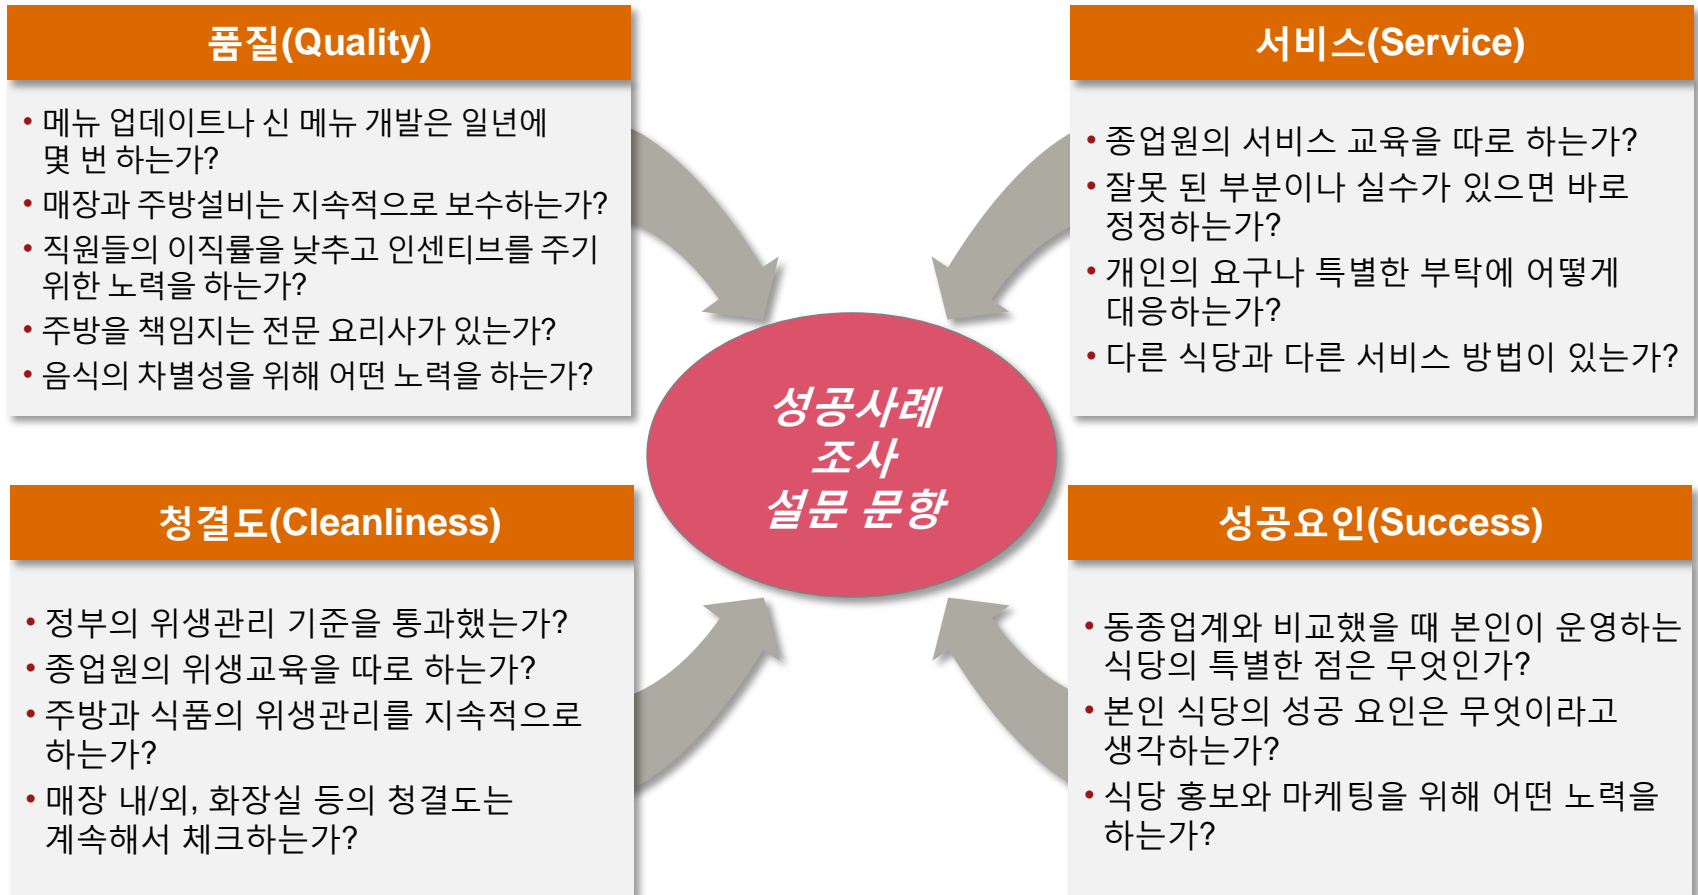 품질(Quality)
• 메뉴 업데이트나 신 메뉴 개발은 일년에
몇 번 하는가?
• 매장과 주방설비는 지속적으로 보수하는가?
• 직원들의 이직률을 낮추고 인센티브를 주기
위한 노력을 하는가?
• 주방을 책임지는 전문 요리사가 있는가?
• 음식의 차별성을 위해 어떤 노력을 하는가?
서비스(Service)
• 종업원의 서비스 교육을 따로 하는가?
• 잘못 된 부분이나 실수가 있으면 바로
정정하는가?
• 개인의 요구나 특별한 부탁에 어떻게
대응하는가?
• 다른 식당과 다른 서비스 방법이 있는가?
성공사례
조사
설문 문항
청결도(Cleanliness)
• 정부의 위생관리 기준을 통과했는가?
• 종업원의 위생교육을 따로 하는가?
• 주방과 식품의 위생관리를 지속적으로
하는가?
• 매장 내/외, 화장실 등의 청결도는
계속해서 체크하는가?
성공요인(Success)
• 동종업계와 비교했을 때 본인이 운영하는
식당의 특별한 점은 무엇인가?
• 본인 식당의 성공 요인은 무엇이라고
생각하는가?
• 식당 홍보와 마케팅을 위해 어떤 노력을
하는가?